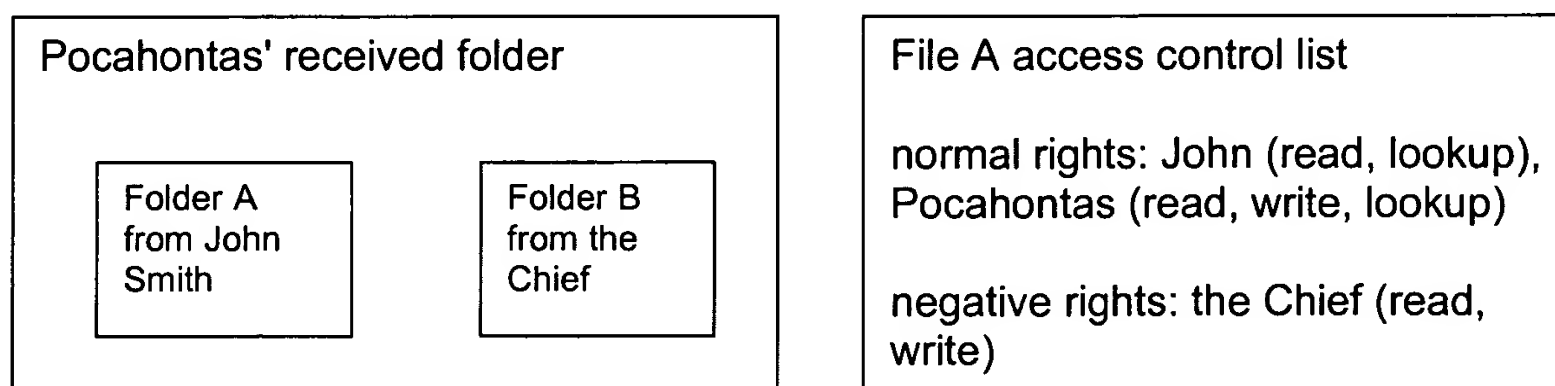 Pocahontas' received folder
Folder A
from John
Smith
Folder B
from the
Chief
File A access control list
normal rights: John (read, lookup),
Pocahontas (read, write, lookup)
negative rights: the Chief (read,
write)